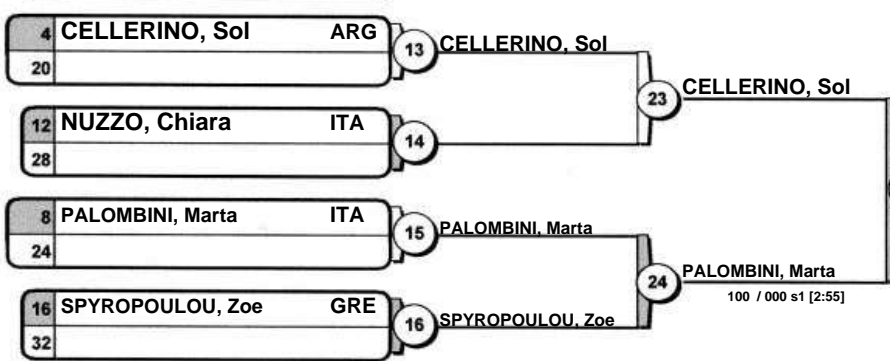 4 CELLERINO, Sol ARG
20
13 CELLERINO, Sol
23 CELLERINO, Sol
12 NUZZO, Chiara ITA
28
14
8 PALOMBINI, Marta ITA
24
15 PALOMBINI, Marta
24 PALOMBINI, Marta
100 / 000 s1 [2:55]
16 SPYROPOULOU, Zoe GRE
32
16 SPYROPOULOU, Zoe